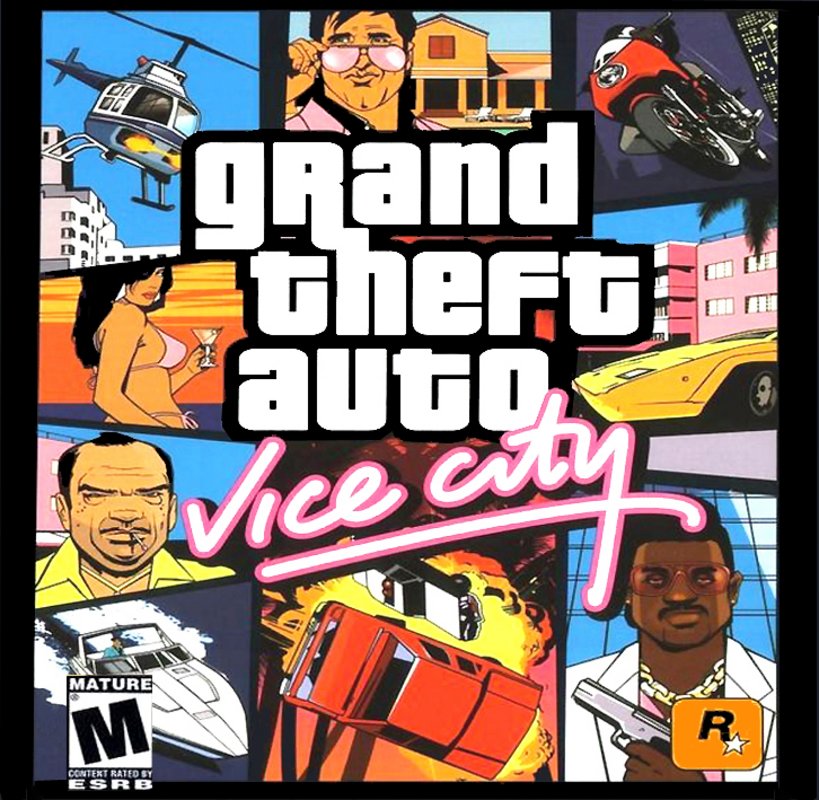 grand
theft
auto
vice city
MATURE
M
CONTENT RATED BY
ESRB
R